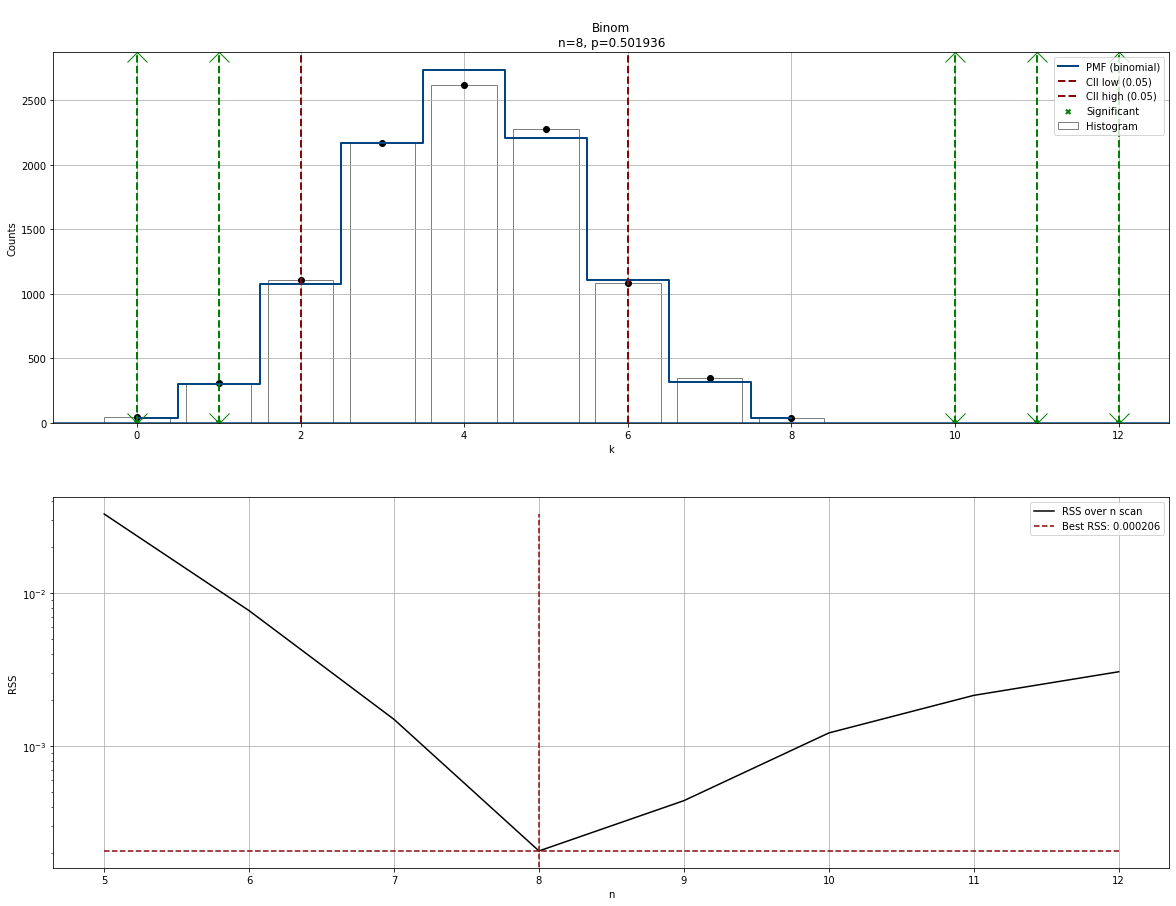 Binom
n=8, p=0.501936
PMF (binomial)
CII low (0.05)
CII high (0.05)
Significant
Histogram
Counts
2500
2000
1500
1000
500
0
0
2
4
6
8
10
12
k
RSS over n scan
Best RSS: 0.000206
RSS
10⁻²
10⁻³
5
6
7
8
9
10
11
12
n